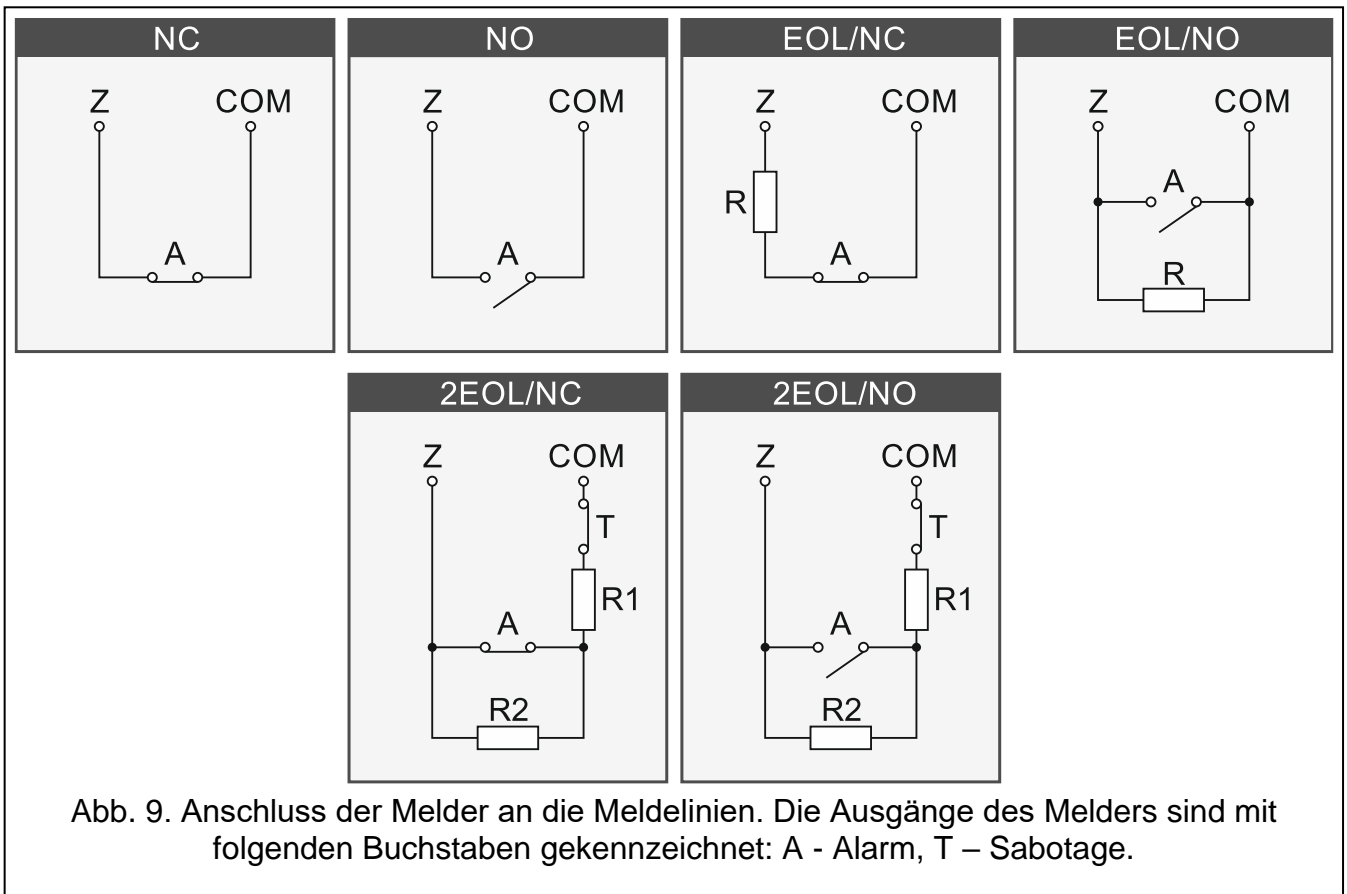 NC
Z COM
A
NO
Z COM
A
EOL/NC
Z COM
R
A
EOL/NO
Z COM
A
R
2EOL/NC
Z COM
T
R1
A
R2
2EOL/NO
Z COM
T
R1
A
R2
Abb. 9. Anschluss der Melder an die Meldelinien. Die Ausgänge des Melders sind mit
folgenden Buchstaben gekennzeichnet: A - Alarm, T – Sabotage.